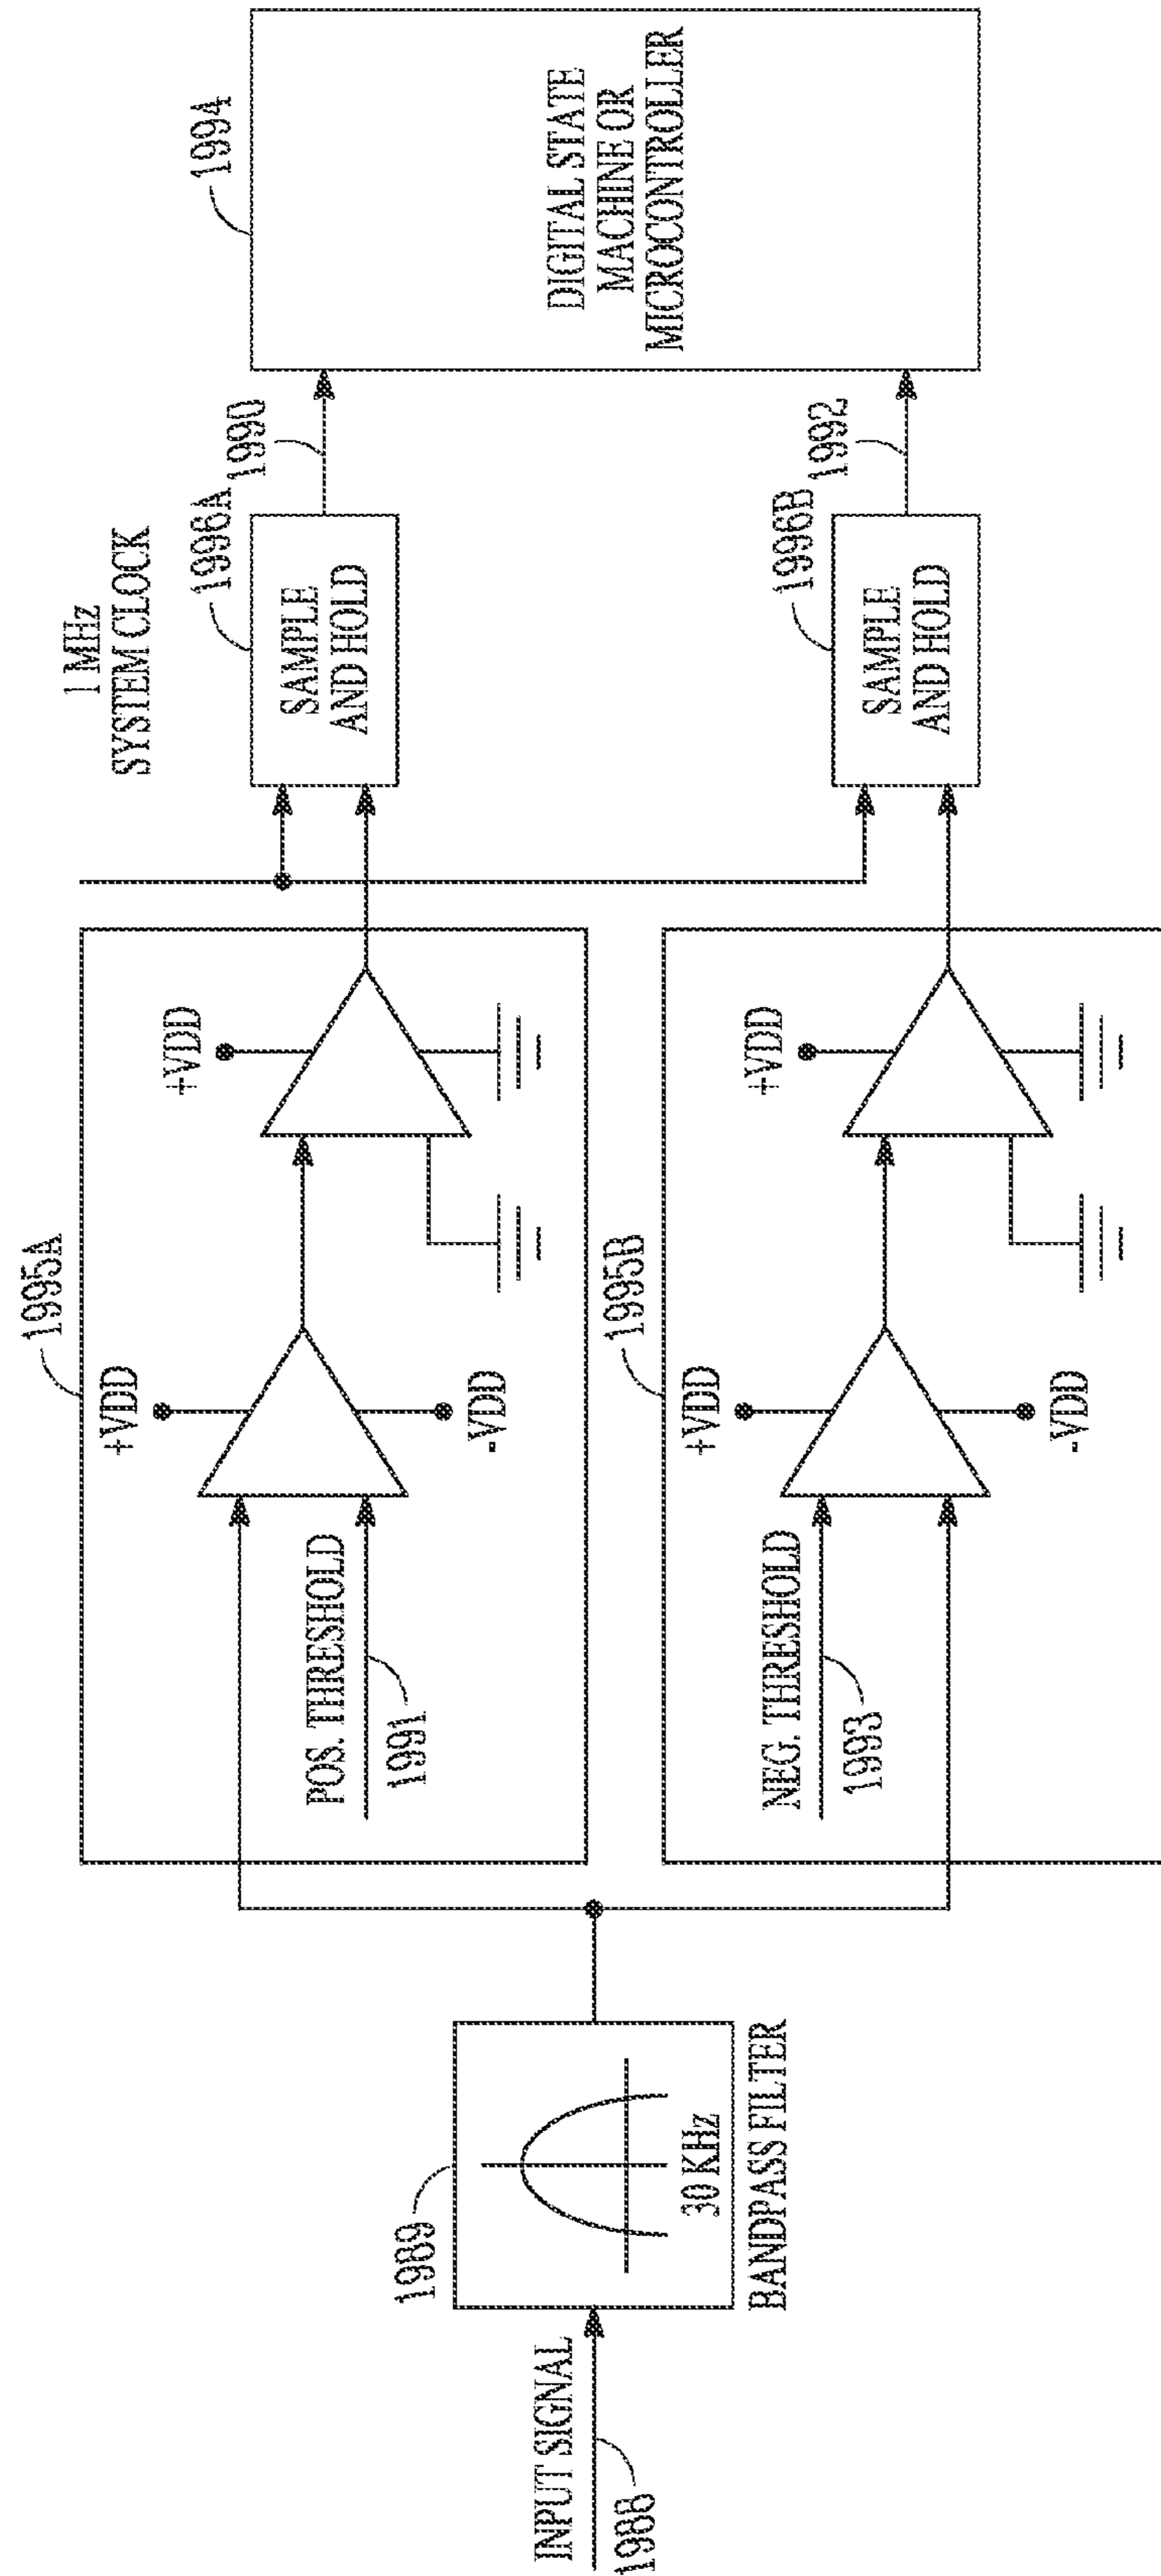 INPUT SIGNAL
1988
1989
30 KHz
BANDPASS FILTER
1995A
+VDD
-VDD
POS. THRESHOLD
1991
+VDD
1995B
+VDD
-VDD
NEG. THRESHOLD
1993
+VDD
1 MHz
SYSTEM CLOCK
1996A
SAMPLE
AND HOLD
1990
1996B
SAMPLE
AND HOLD
1992
1994
DIGITAL STATE
MACHINE OR
MICROCONTROLLER